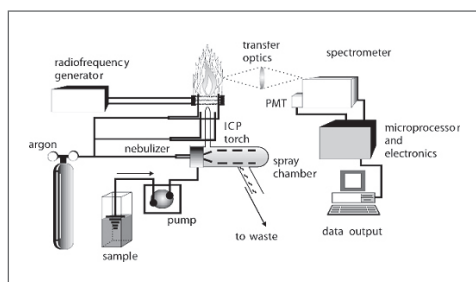 transfer
optics
spectrometer
radiofrequency
generator
PMT
ICP
torch
microprocessor
and
electronics
argon
nebulizer
spray
chamber
pump
to waste
data output
sample